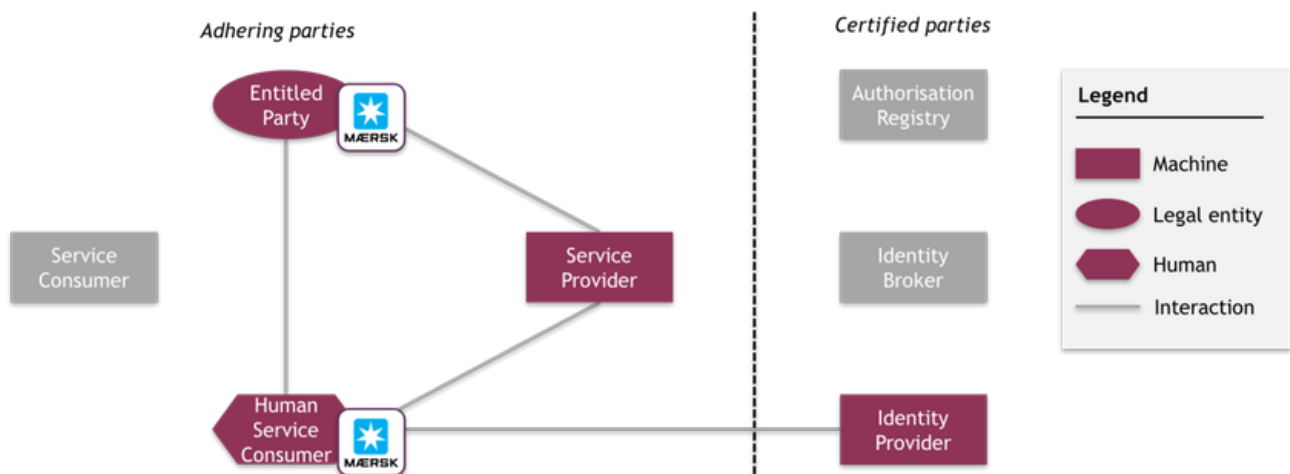 Adhering parties
Certified parties
Entitled
Party
MÆRSK
Authorisation
Registry
Legend
Machine
Legal entity
Human
Interaction
Service
Consumer
Service
Provider
Identity
Broker
Human
Service
Consumer
MÆRSK
Identity
Provider